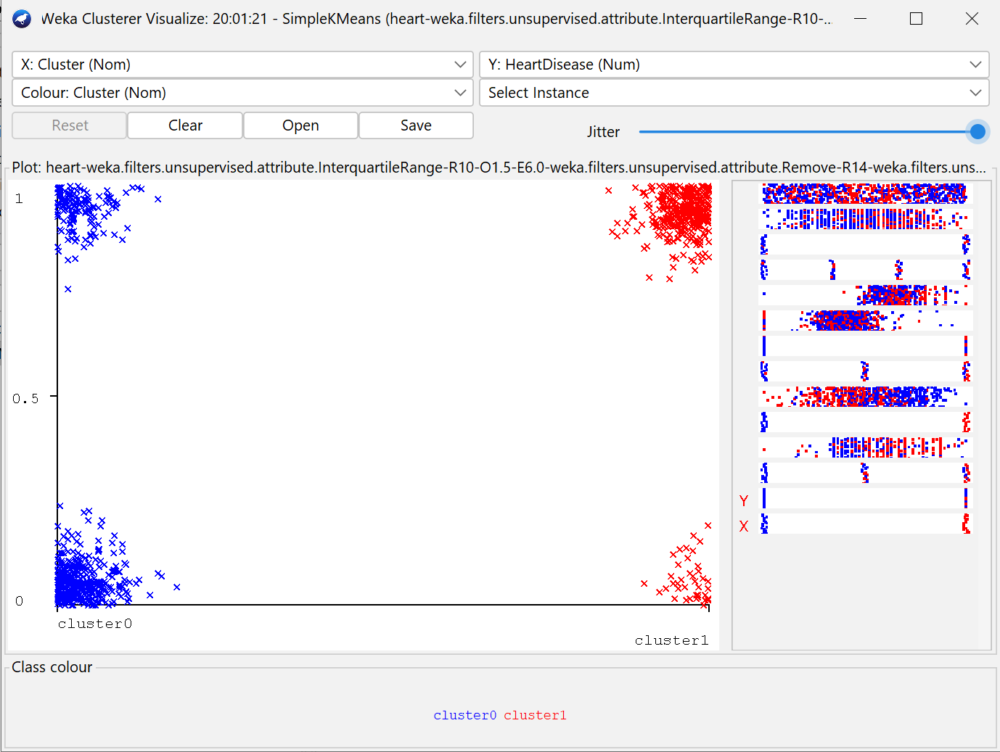 Weka Clusterer Visualize: 20:01:21 - SimpleKMeans (heart-weka.filters.unsupervised.attribute.InterquartileRange-R10-...
X: Cluster (Nom)
Y: HeartDisease (Num)
Colour: Cluster (Nom)
Select Instance
Reset
Clear
Open
Save
Jitter
Plot: heart-weka.filters.unsupervised.attribute.InterquartileRange-R10-O1.5-E6.0-weka.filters.unsupervised.attribute.Remove-R14-weka.filters.uns...
1
0.5
0
cluster0
cluster1
Y
X
Class colour
cluster0 cluster1